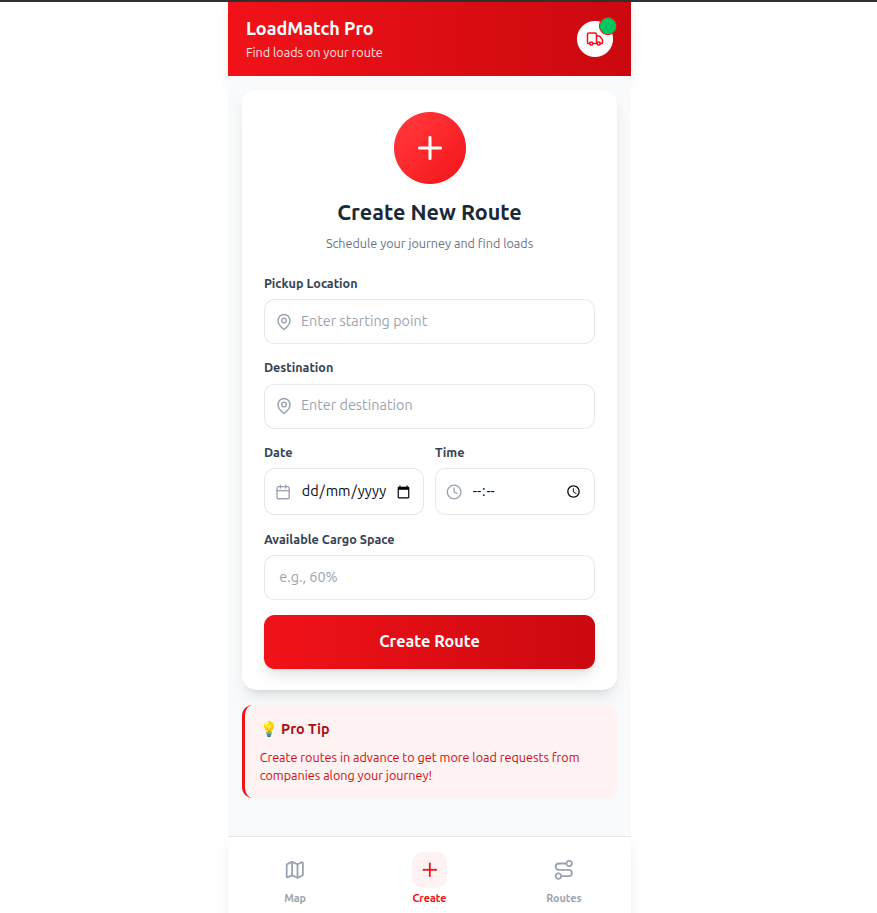 LoadMatch Pro
Find loads on your route
Create New Route
Schedule your journey and find loads
Pickup Location
Enter starting point
Destination
Enter destination
Date
Time
dd/mm/yyyy
--:--
Available Cargo Space
e.g., 60%
Create Route
💡 Pro Tip
Create routes in advance to get more load requests from
companies along your journey!
Map
Create
Routes